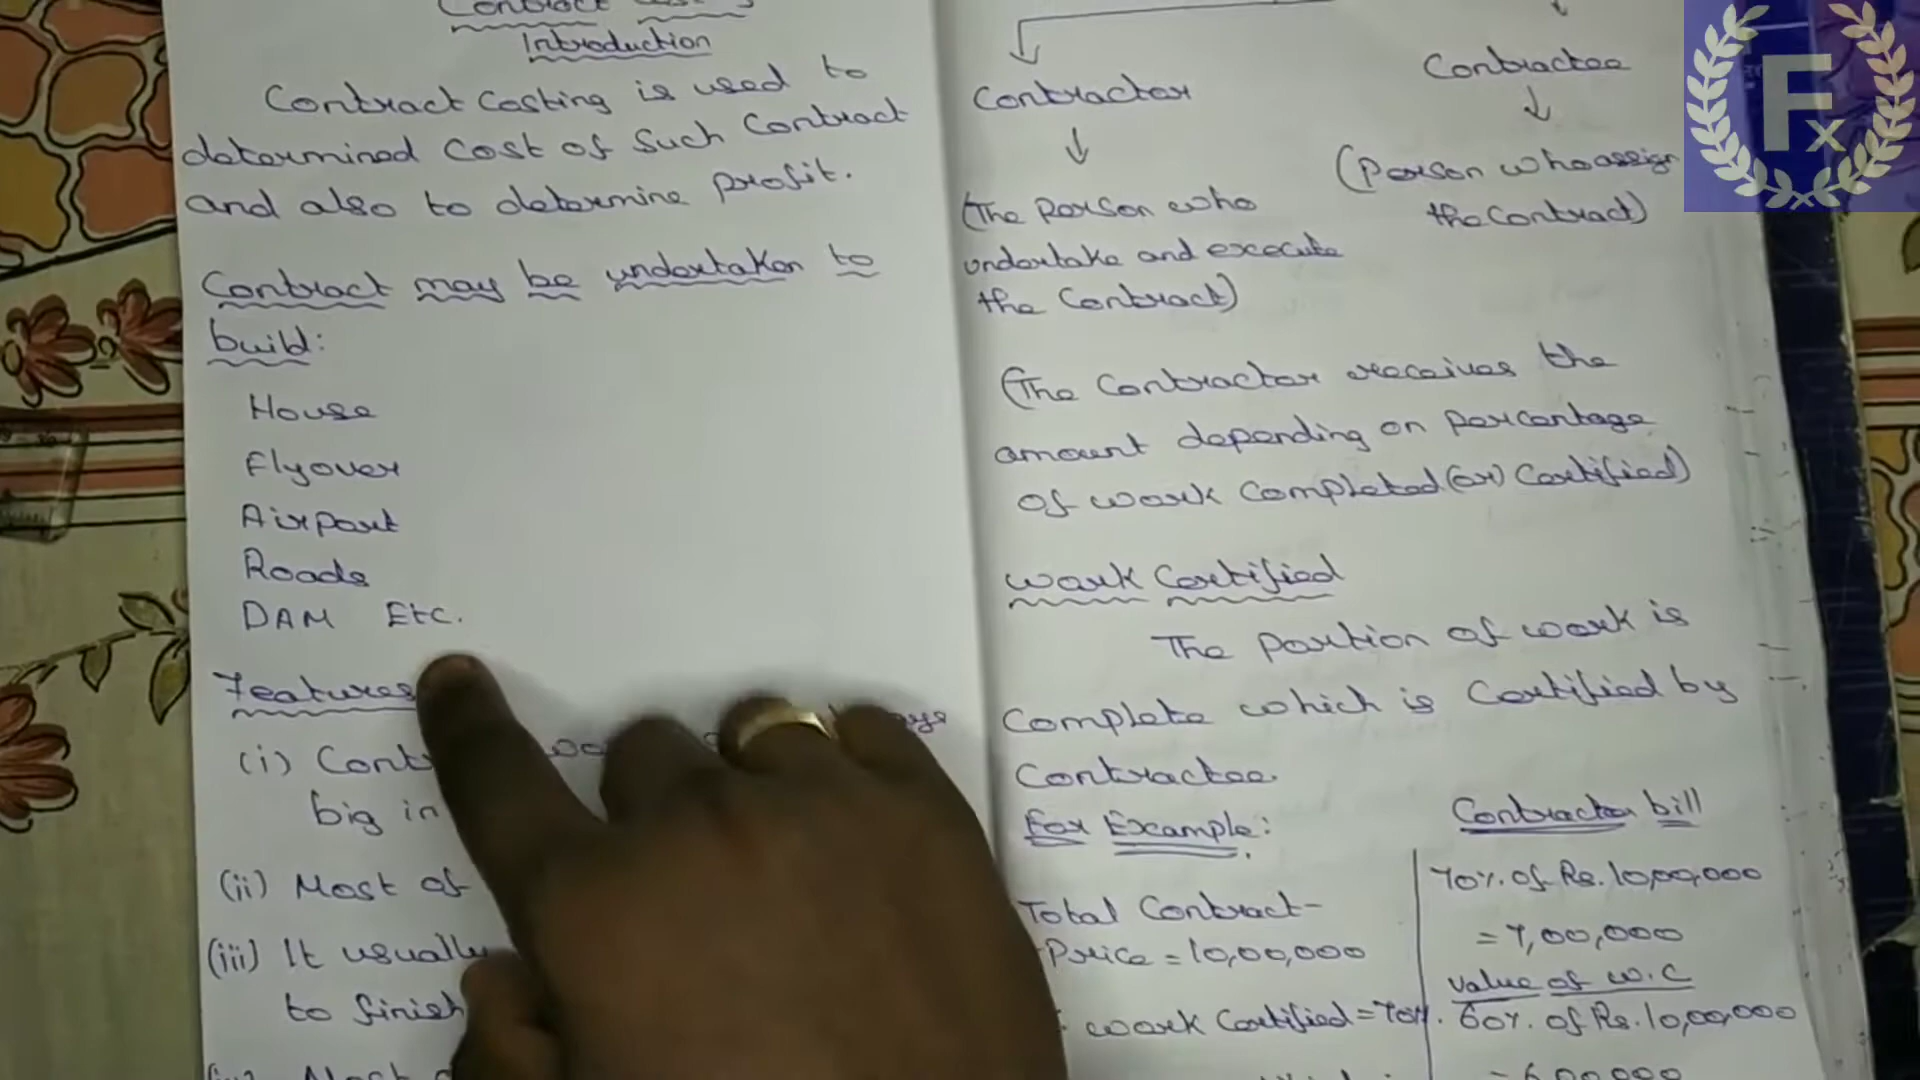 Introduction
Contract Costing is used to
determined Cost of Such Contract
and also to determine profit.
Contract may be undertaken to
build:
House
Flyover
Airport
Roads
DAM Etc.
Features
(i)
big in
(ii) Most of
(iii) It usually
to finish
Contractor
(The Person who
undertake and execute
the Contract)
Contractee
(Person who assign
the Contract)
(The Contractor receives the
amount depending on Percentage
of work Completed (or) Certified)
Work Certified
The Portion of work is
Complete which is Certified by
Contractee.
For Example:
Total Contract-
Price = 10,00,000
work Certified = 70%.
Contractor bill
70%. of Rs. 10,00,000
= 7,00,000
Value of W.C
60%. of Rs. 10,00,000
Fx